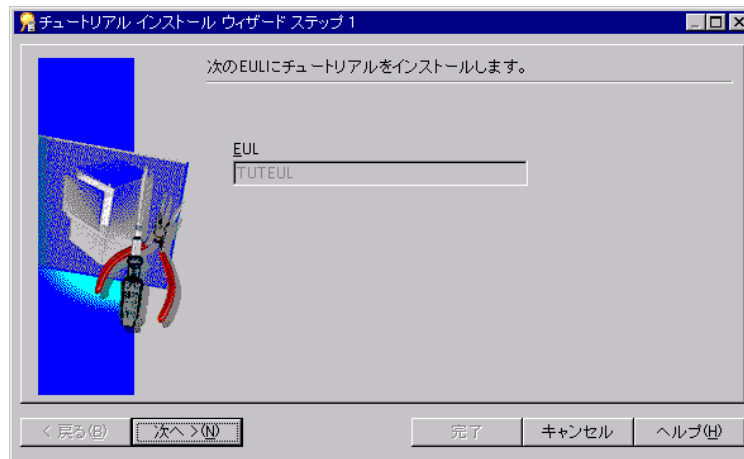 チュートリアル インストール ウィザード ステップ 1
次のEULにチュートリアルをインストールします。
EUL
TUTEUL
< 戻る(B)
次へ >(N)
完了
キャンセル
ヘルプ(H)